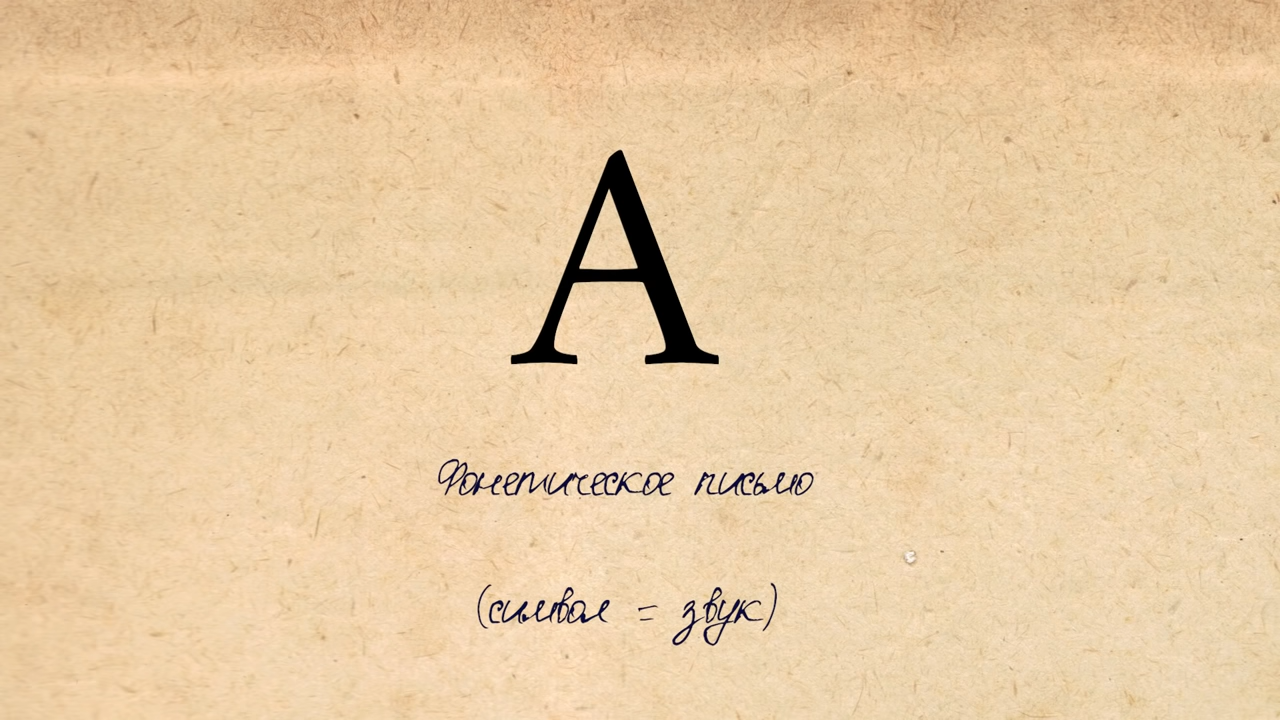 А
Фонетическое письмо
(символ = звук)